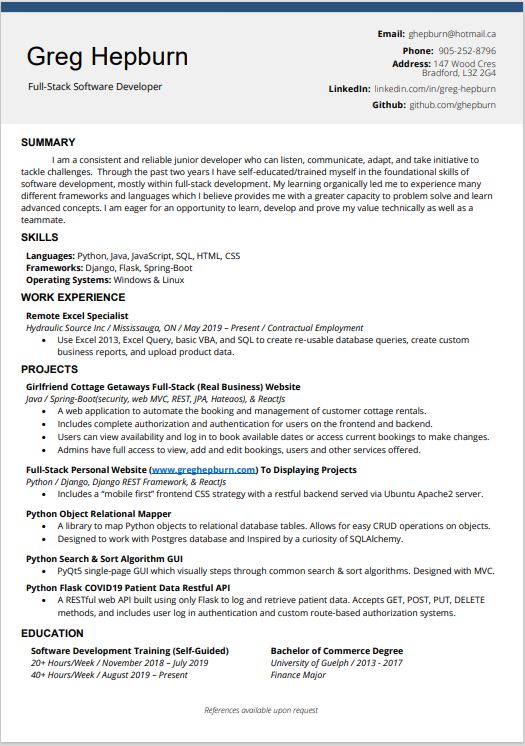 Greg Hepburn
Full-Stack Software Developer
Email: ghepburn@hotmail.ca
Phone: 905-252-8796
Address: 147 Wood Cres
Bradford, L3Z 2G4
LinkedIn: linkedin.com/in/greg-hepburn
Github: github.com/ghepburn
SUMMARY
I am a consistent and reliable junior developer who can listen, communicate, adapt, and take initiative to
tackle challenges. Through the past two years I have self-educated/trained myself in the foundational skills of
software development, mostly within full-stack development. My learning organically led me to experience many
different frameworks and languages which I believe provides me with a greater capacity to problem solve and learn
advanced concepts. I am eager for an opportunity to learn, develop and prove my value technically as well as a
teammate.
SKILLS
Languages: Python, Java, JavaScript, SQL, HTML, CSS
Frameworks: Django, Flask, Spring-Boot
Operating Systems: Windows & Linux
WORK EXPERIENCE
Remote Excel Specialist
Hydraulic Source Inc / Mississauga, ON / May 2019 – Present / Contractual Employment
• Use Excel 2013, Excel Query, basic VBA, and SQL to create re-usable database queries, create custom
business reports, and upload product data.
PROJECTS
Girlfriend Cottage Getaways Full-Stack (Real Business) Website
Java / Spring-Boot(security, web MVC, REST, JPA, Hateaos), & ReactJs
• A web application to automate the booking and management of customer cottage rentals.
• Includes complete authorization and authentication for users on the frontend and backend.
• Users can view availability and log in to book available dates or access current bookings to make changes.
• Admins have full access to view, add and edit bookings, users and other services offered.
Full-Stack Personal Website (www.greghepburn.com) To Displaying Projects
Python / Django, Django REST Framework, & ReactJs
• Includes a “mobile first” frontend CSS strategy with a restful backend served via Ubuntu Apache2 server.
Python Object Relational Mapper
• A library to map Python objects to relational database tables. Allows for easy CRUD operations on objects.
• Designed to work with Postgres database and Inspired by a curiosity of SQLAlchemy.
Python Search & Sort Algorithm GUI
• PyQt5 single-page GUI which visually steps through common search & sort algorithms. Designed with MVC.
Python Flask COVID19 Patient Data Restful API
• A RESTful web API built using only Flask to log and retrieve patient data. Accepts GET, POST, PUT, DELETE
methods, and includes user log in authentication and custom route-based authorization systems.
EDUCATION
Software Development Training (Self-Guided)
20+ Hours/Week / November 2018 – July 2019
40+ Hours/Week / August 2019 – Present
Bachelor of Commerce Degree
University of Guelph / 2013 - 2017
Finance Major
References available upon request